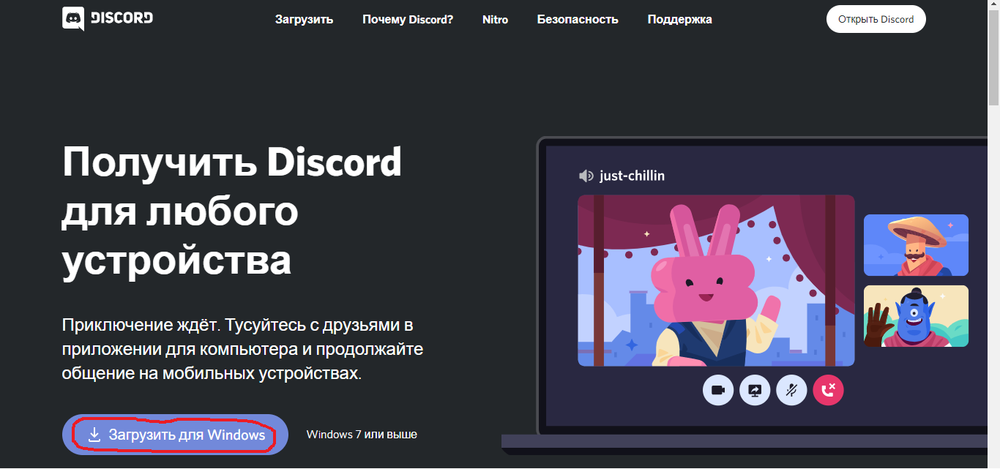 DISCORD
Загрузить
Почему Discord?
Nitro
Безопасность
Поддержка
Открыть Discord
Получить Discord
для любого
устройства
just-chillin
Приключение ждёт. Тусуйтесь с друзьями в
приложении для компьютера и продолжайте
общение на мобильных устройствах.
Загрузить для Windows
Windows 7 или выше